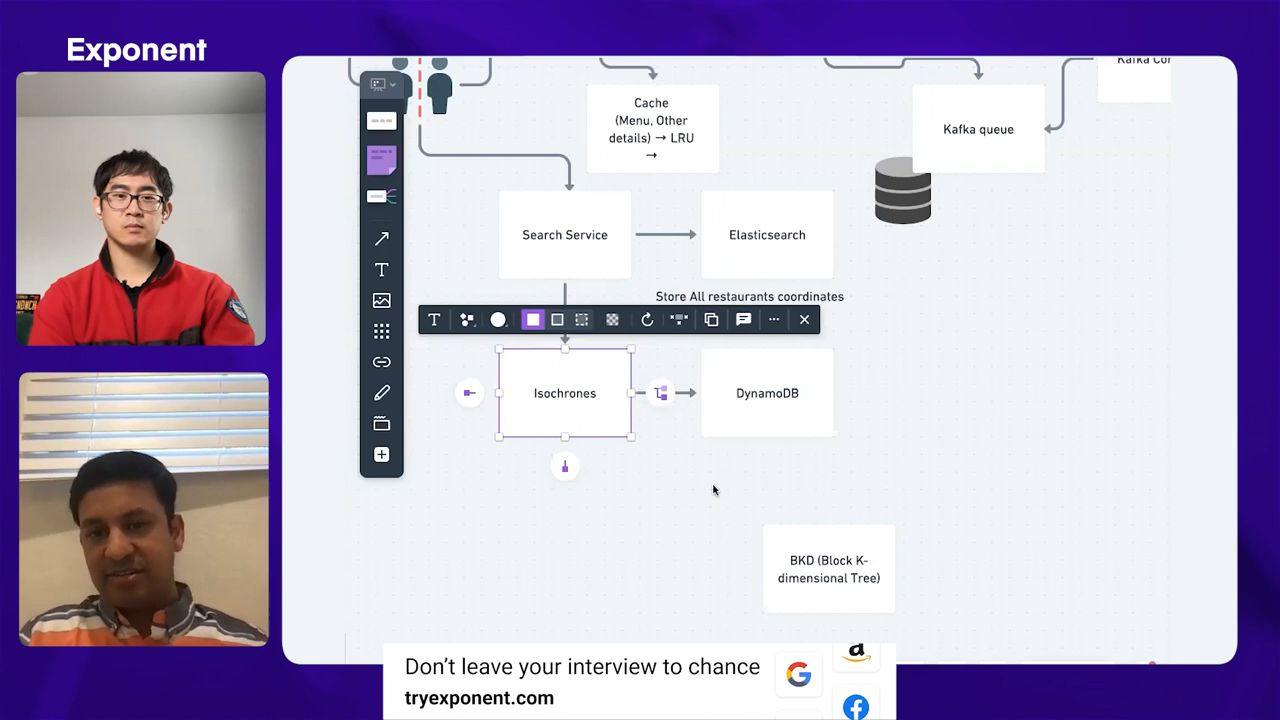 Exponent
Cache
(Menu, Other
details) → LRU
→
Kafka queue
Kafka Cor
Search Service
Elasticsearch
Store All restaurants coordinates
T
T
Isochrones
DynamoDB
BKD (Block K-
dimensional Tree)
Don't leave your interview to chance
tryexponent.com